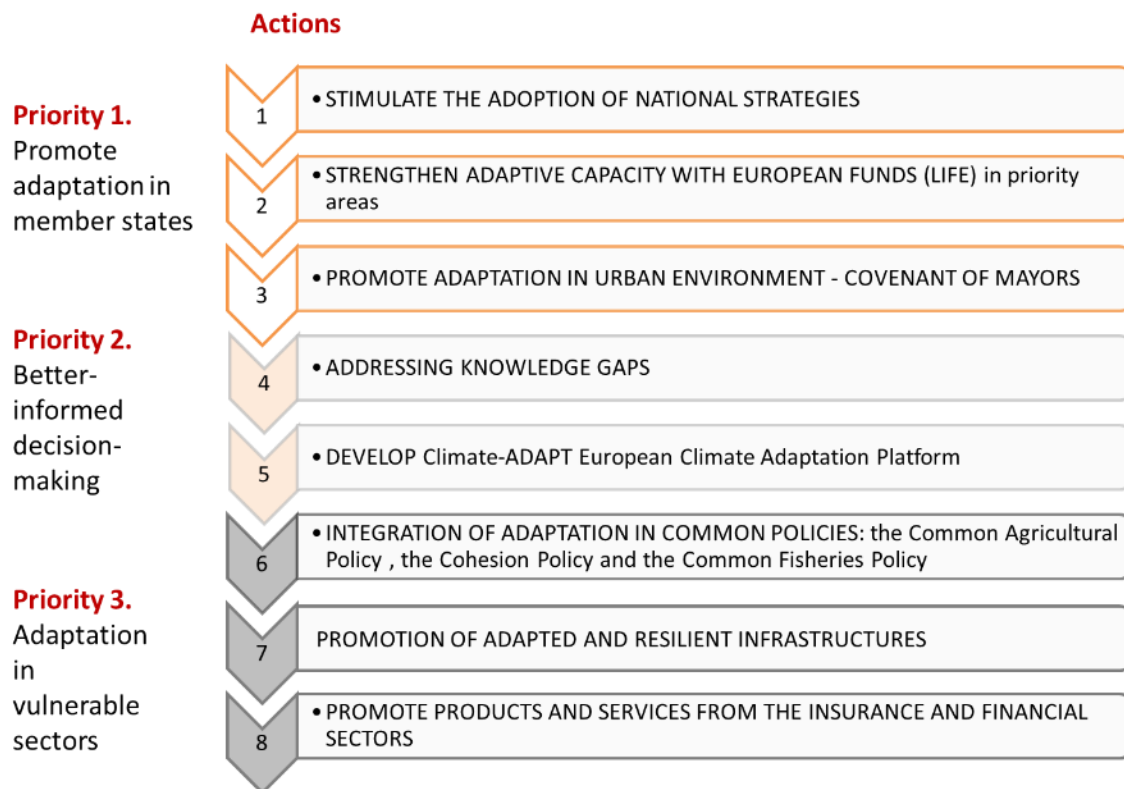 Actions
Priority 1.
Promote
adaptation in
member states
1
• STIMULATE THE ADOPTION OF NATIONAL STRATEGIES
2
• STRENGTHEN ADAPTIVE CAPACITY WITH EUROPEAN FUNDS (LIFE) in priority
areas
3
• PROMOTE ADAPTATION IN URBAN ENVIRONMENT - COVENANT OF MAYORS
Priority 2.
Better-
informed
decision-
making
4
• ADDRESSING KNOWLEDGE GAPS
5
• DEVELOP Climate-ADAPT European Climate Adaptation Platform
Priority 3.
Adaptation
in
vulnerable
sectors
6
• INTEGRATION OF ADAPTATION IN COMMON POLICIES: the Common Agricultural
Policy , the Cohesion Policy and the Common Fisheries Policy
7
PROMOTION OF ADAPTED AND RESILIENT INFRASTRUCTURES
8
• PROMOTE PRODUCTS AND SERVICES FROM THE INSURANCE AND FINANCIAL
SECTORS